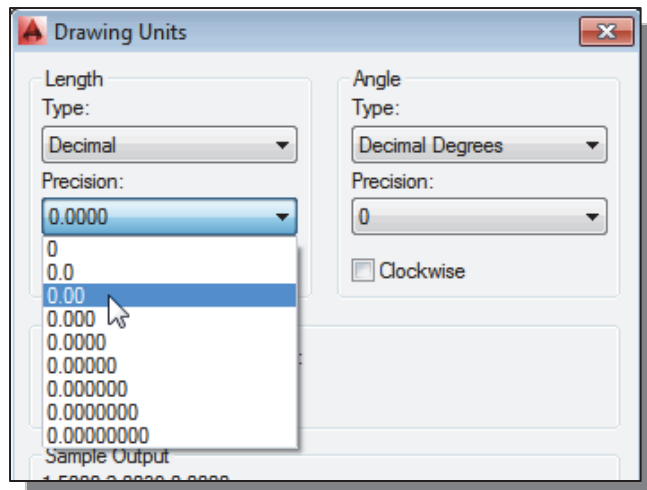 Drawing Units
Length
Type:
Decimal
Precision:
0.0000
0
0.0
0.00
0.000
0.0000
0.00000
0.000000
0.0000000
0.00000000
Angle
Type:
Decimal Degrees
Precision:
0
Clockwise
:
Sample Output